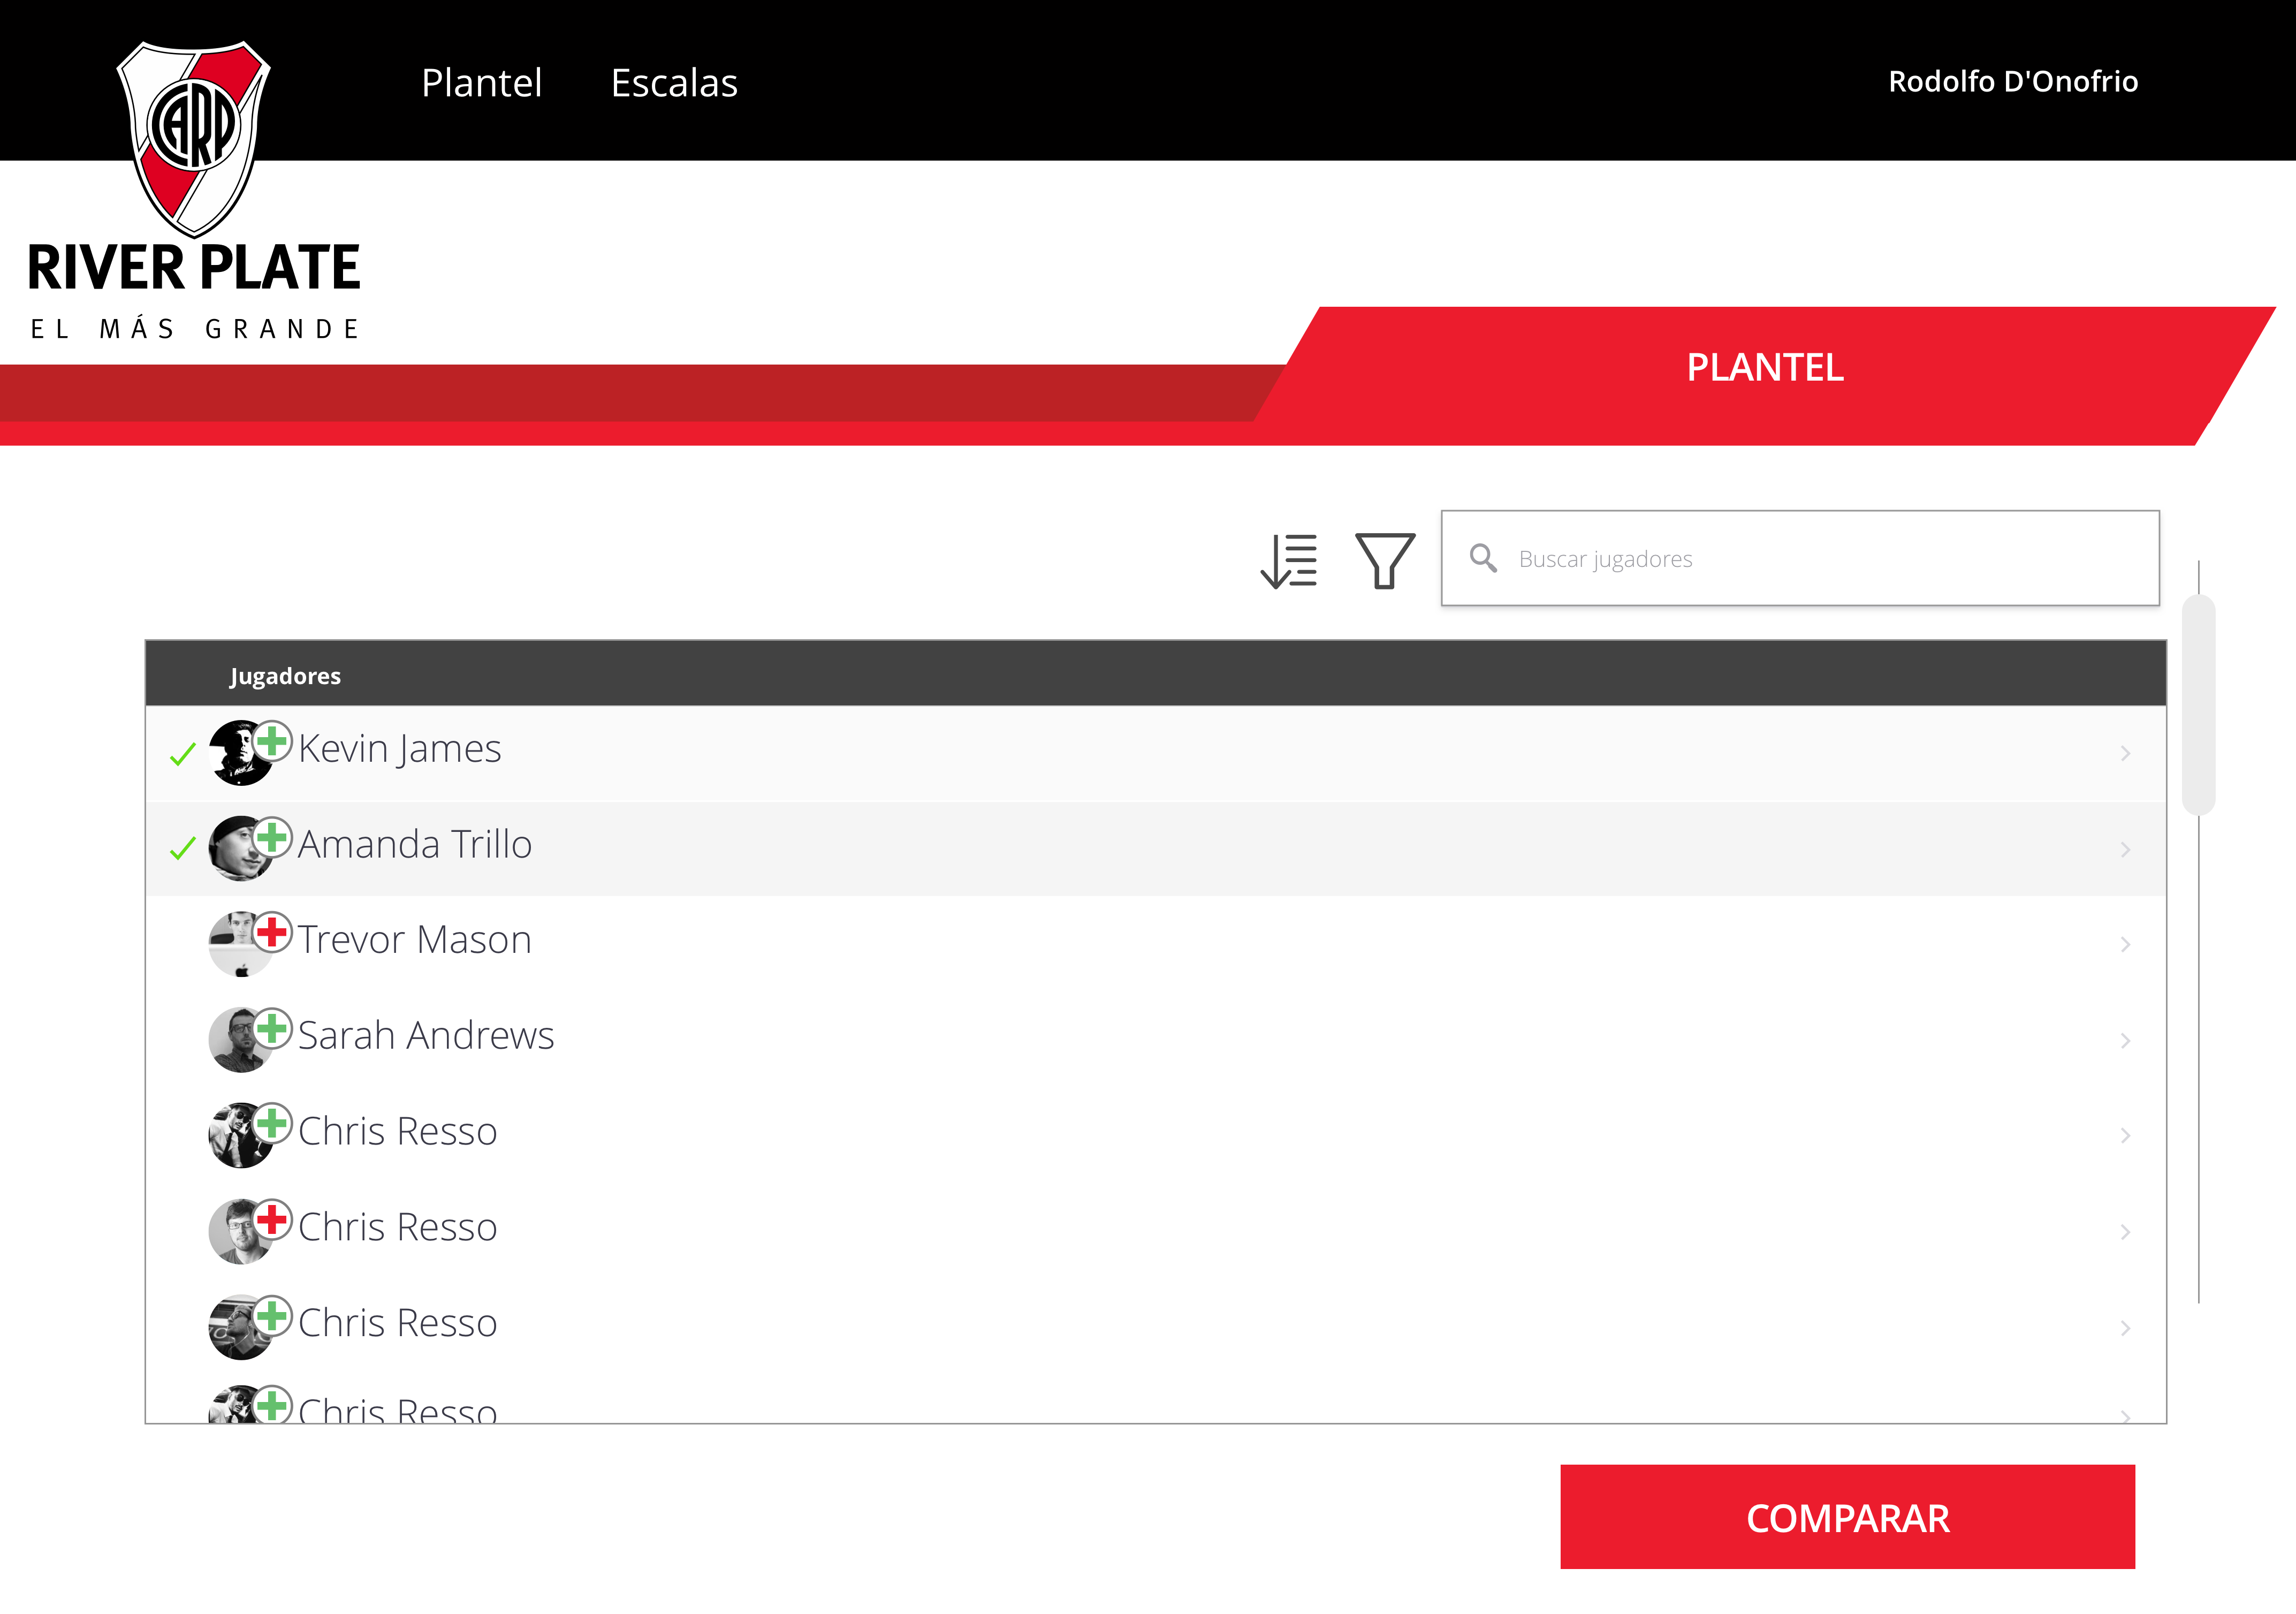 Plantel
Escalas
Rodolfo D'Onofrio
CARP
RIVER PLATE
EL MÁS GRANDE
PLANTEL
Buscar jugadores
Jugadores
Kevin James
Amanda Trillo
Trevor Mason
Sarah Andrews
Chris Resso
Chris Resso
Chris Resso
Chris Resso
COMPARAR